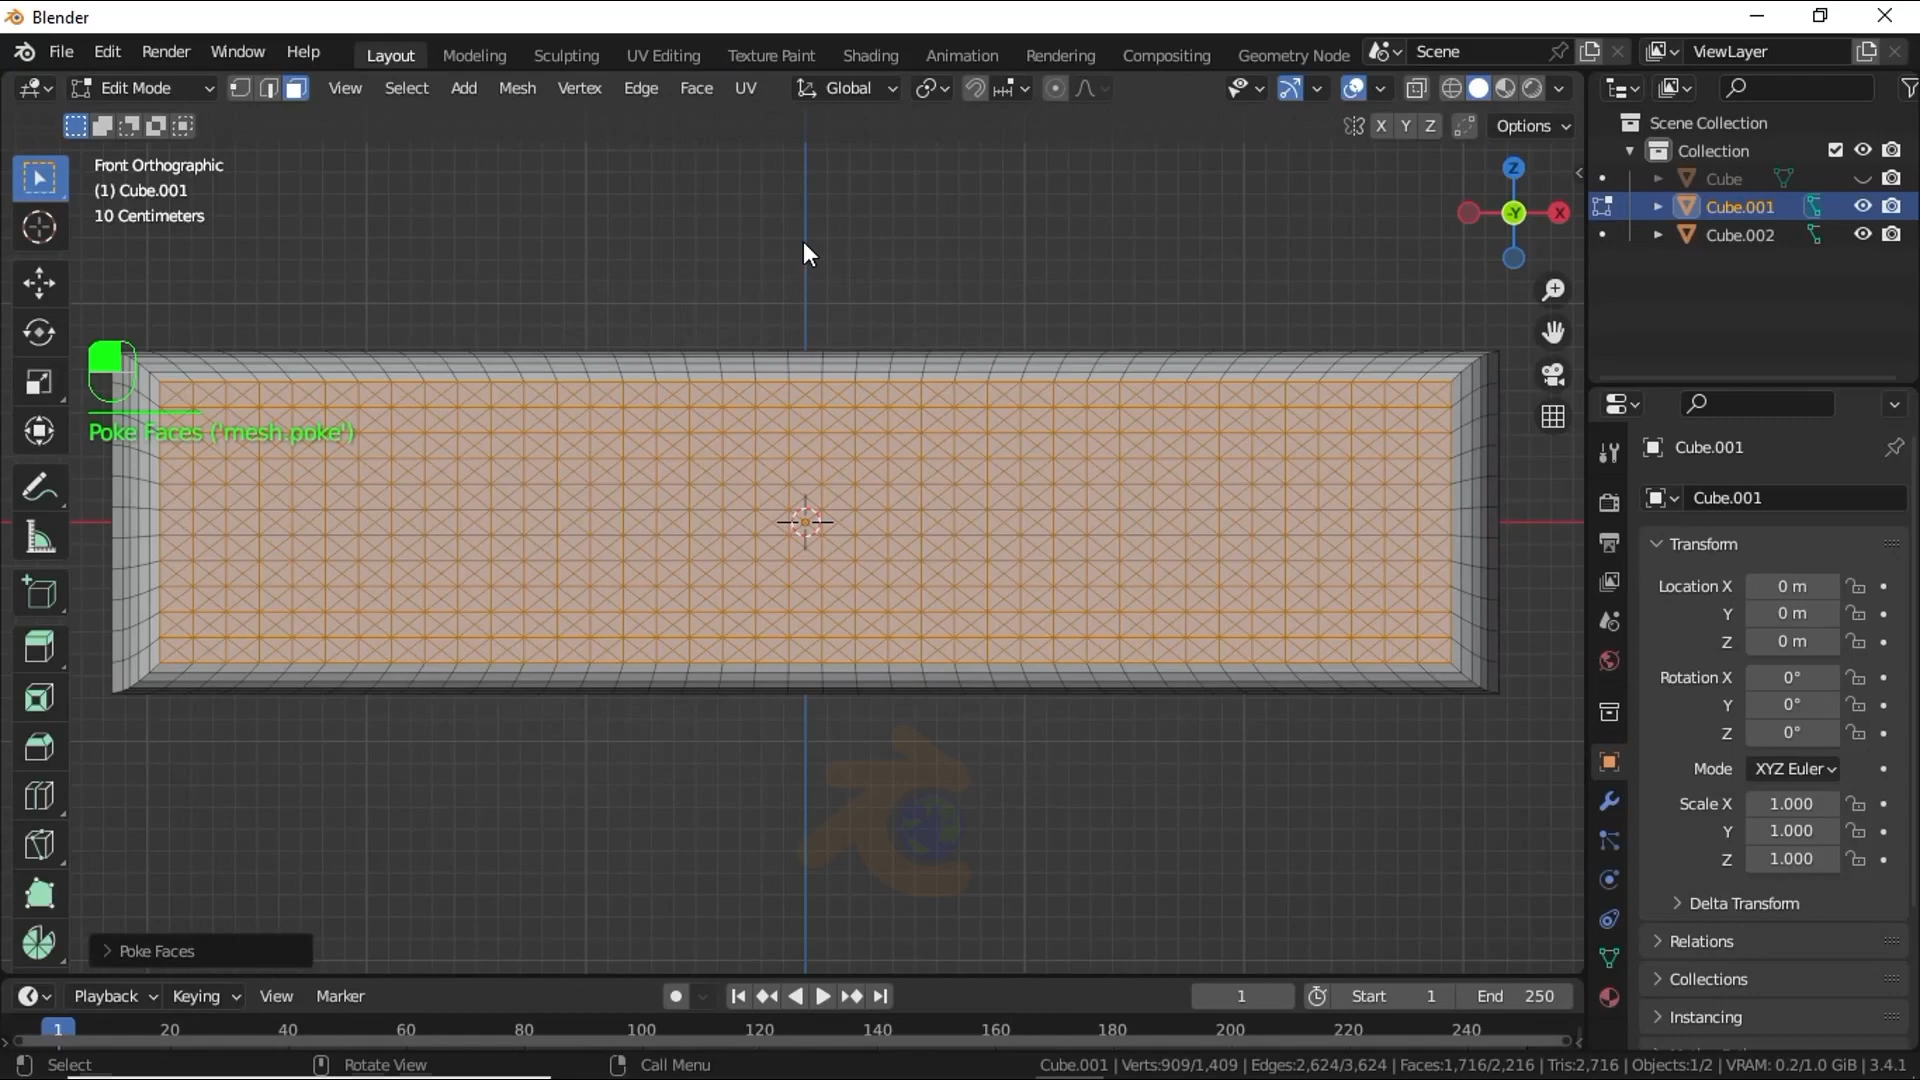 Blender
File Edit Render Window Help Layout Modeling Sculpting UV Editing Texture Paint Shading Animation Rendering Compositing Geometry Node Scene ViewLayer
Edit Mode View Select Add Mesh Vertex Edge Face UV Global
X Y Z Options
Front Orthographic
(1) Cube.001
10 Centimeters
Z
-Y X
Poke Faces ('mesh.poke')
Poke Faces
Scene Collection
Collection
Cube
Cube.001
Cube.002
Cube.001
Cube.001
Transform
Location X 0 m
Y 0 m
Z 0 m
Rotation X 0°
Y 0°
Z 0°
Mode XYZ Euler
Scale X 1.000
Y 1.000
Z 1.000
Delta Transform
Relations
Collections
Instancing
Playback Keying View Marker 1 Start 1 End 250
1 20 40 60 80 100 120 140 160 180 200 220 240
Select Rotate View Call Menu Cube.001 | Verts:909/1,409 | Edges:2,624/3,624 | Faces:1,716/2,216 | Tris:2,716 | Objects:1/2 | VRAM: 0.2/1.0 GiB | 3.4.1